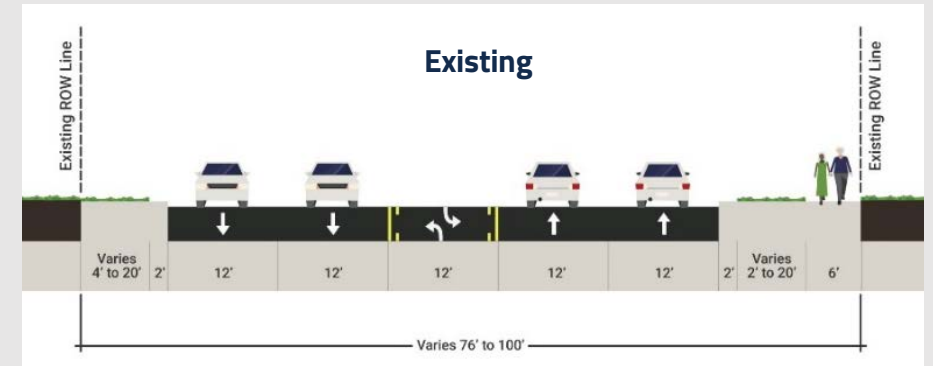 Existing
Existing ROW Line
Existing ROW Line
Varies
4' to 20'
2'
12'
12'
12'
12'
12'
2'
Varies
2' to 20'
6'
Varies 76' to 100'